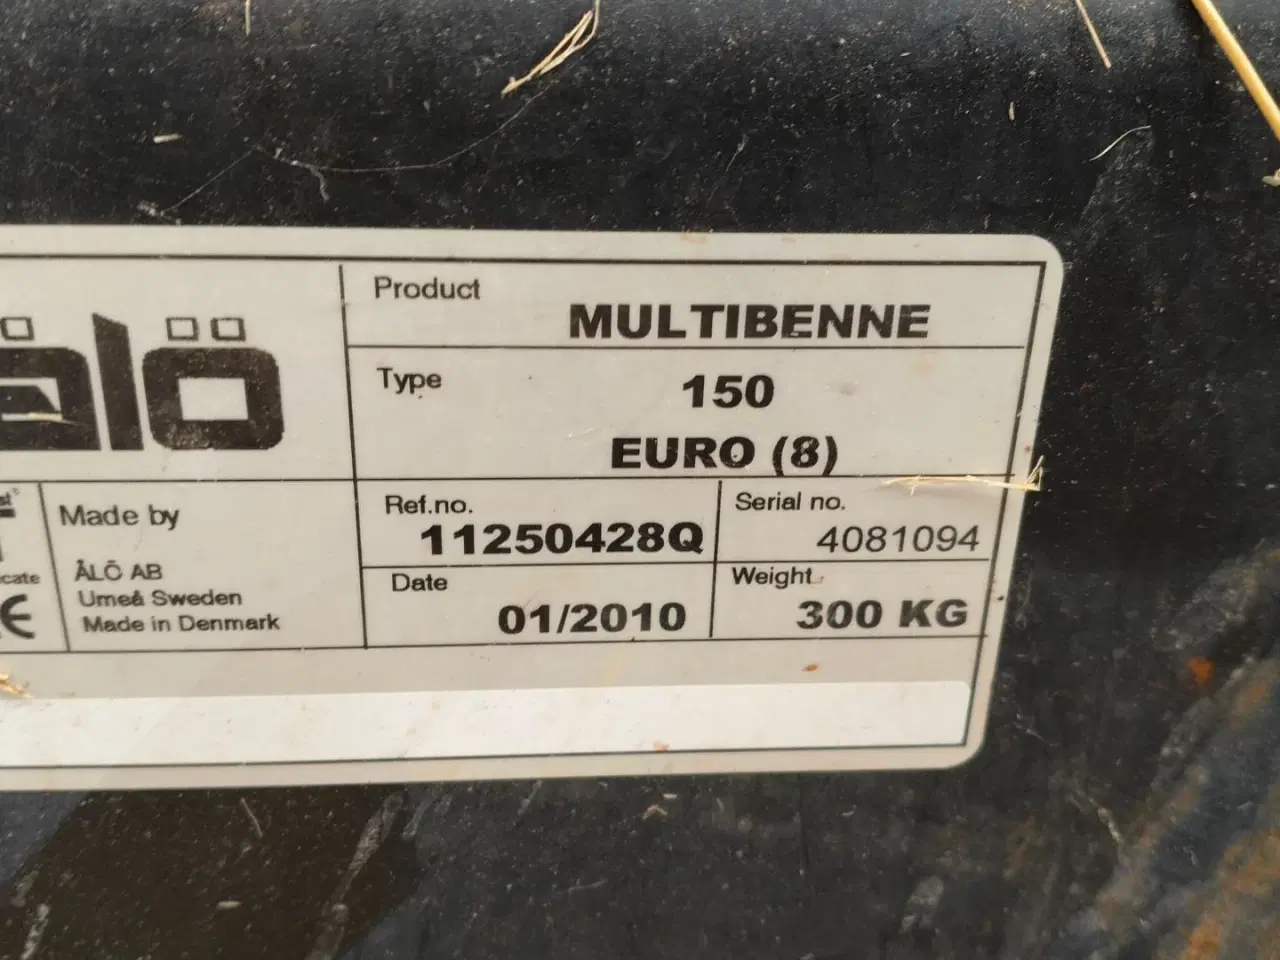 ålö
Product
MULTIBENNE
Type
150
EURO (8)
Made by
ÅLÖ AB
Umeå Sweden
Made in Denmark
Ref.no.
11250428Q
Serial no.
4081094
Date
01/2010
Weight
300 KG
CE